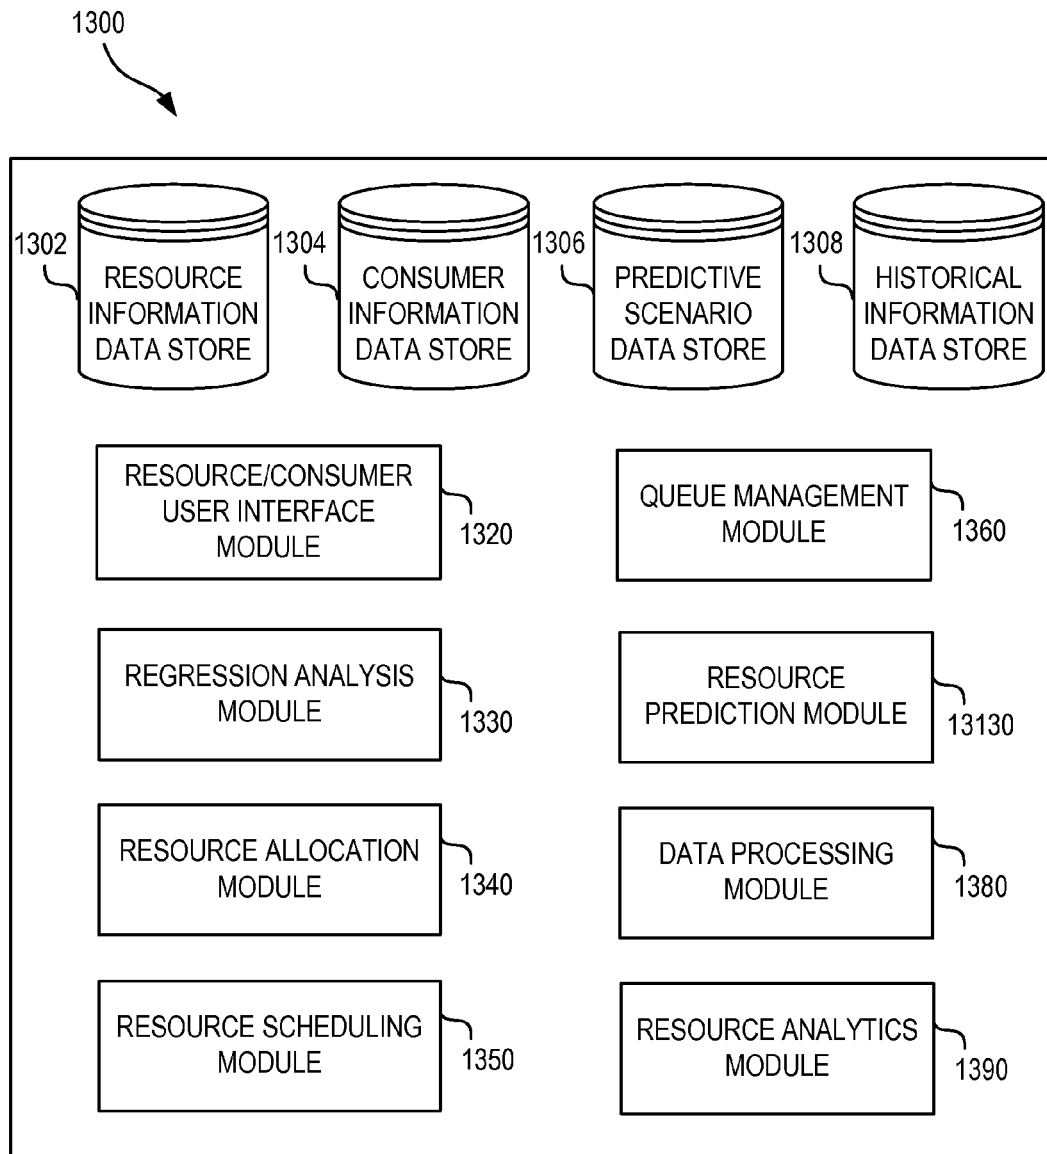 1300
1302
RESOURCE
INFORMATION
DATA STORE
1304
CONSUMER
INFORMATION
DATA STORE
1306
PREDICTIVE
SCENARIO
DATA STORE
1308
HISTORICAL
INFORMATION
DATA STORE
RESOURCE/CONSUMER
USER INTERFACE
MODULE
1320
QUEUE MANAGEMENT
MODULE
1360
REGRESSION ANALYSIS
MODULE
1330
RESOURCE
PREDICTION MODULE
13130
RESOURCE ALLOCATION
MODULE
1340
DATA PROCESSING
MODULE
1380
RESOURCE SCHEDULING
MODULE
1350
RESOURCE ANALYTICS
MODULE
1390